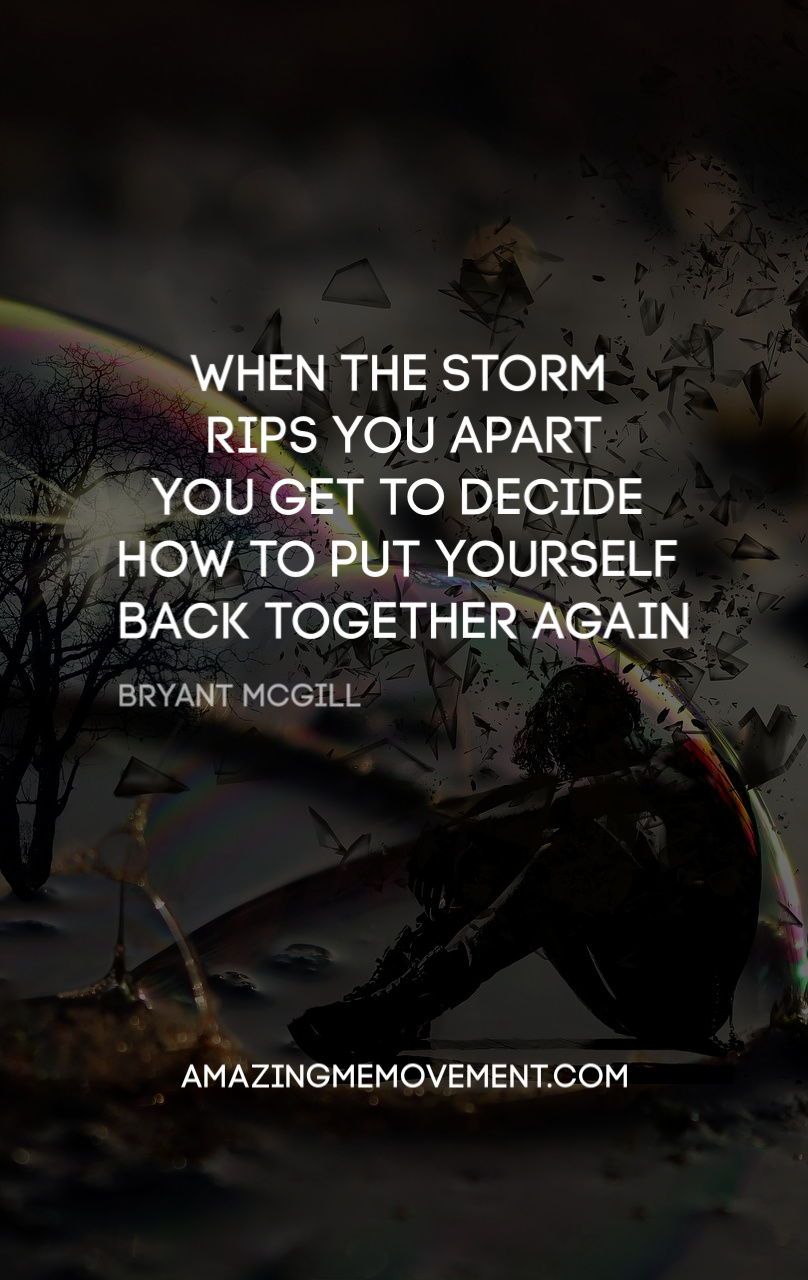 WHEN THE STORM
RIPS YOU APART
YOU GET TO DECIDE
HOW TO PUT YOURSELF
BACK TOGETHER AGAIN
BRYANT MCGILL
AMAZINGMEMOVEMENT.COM